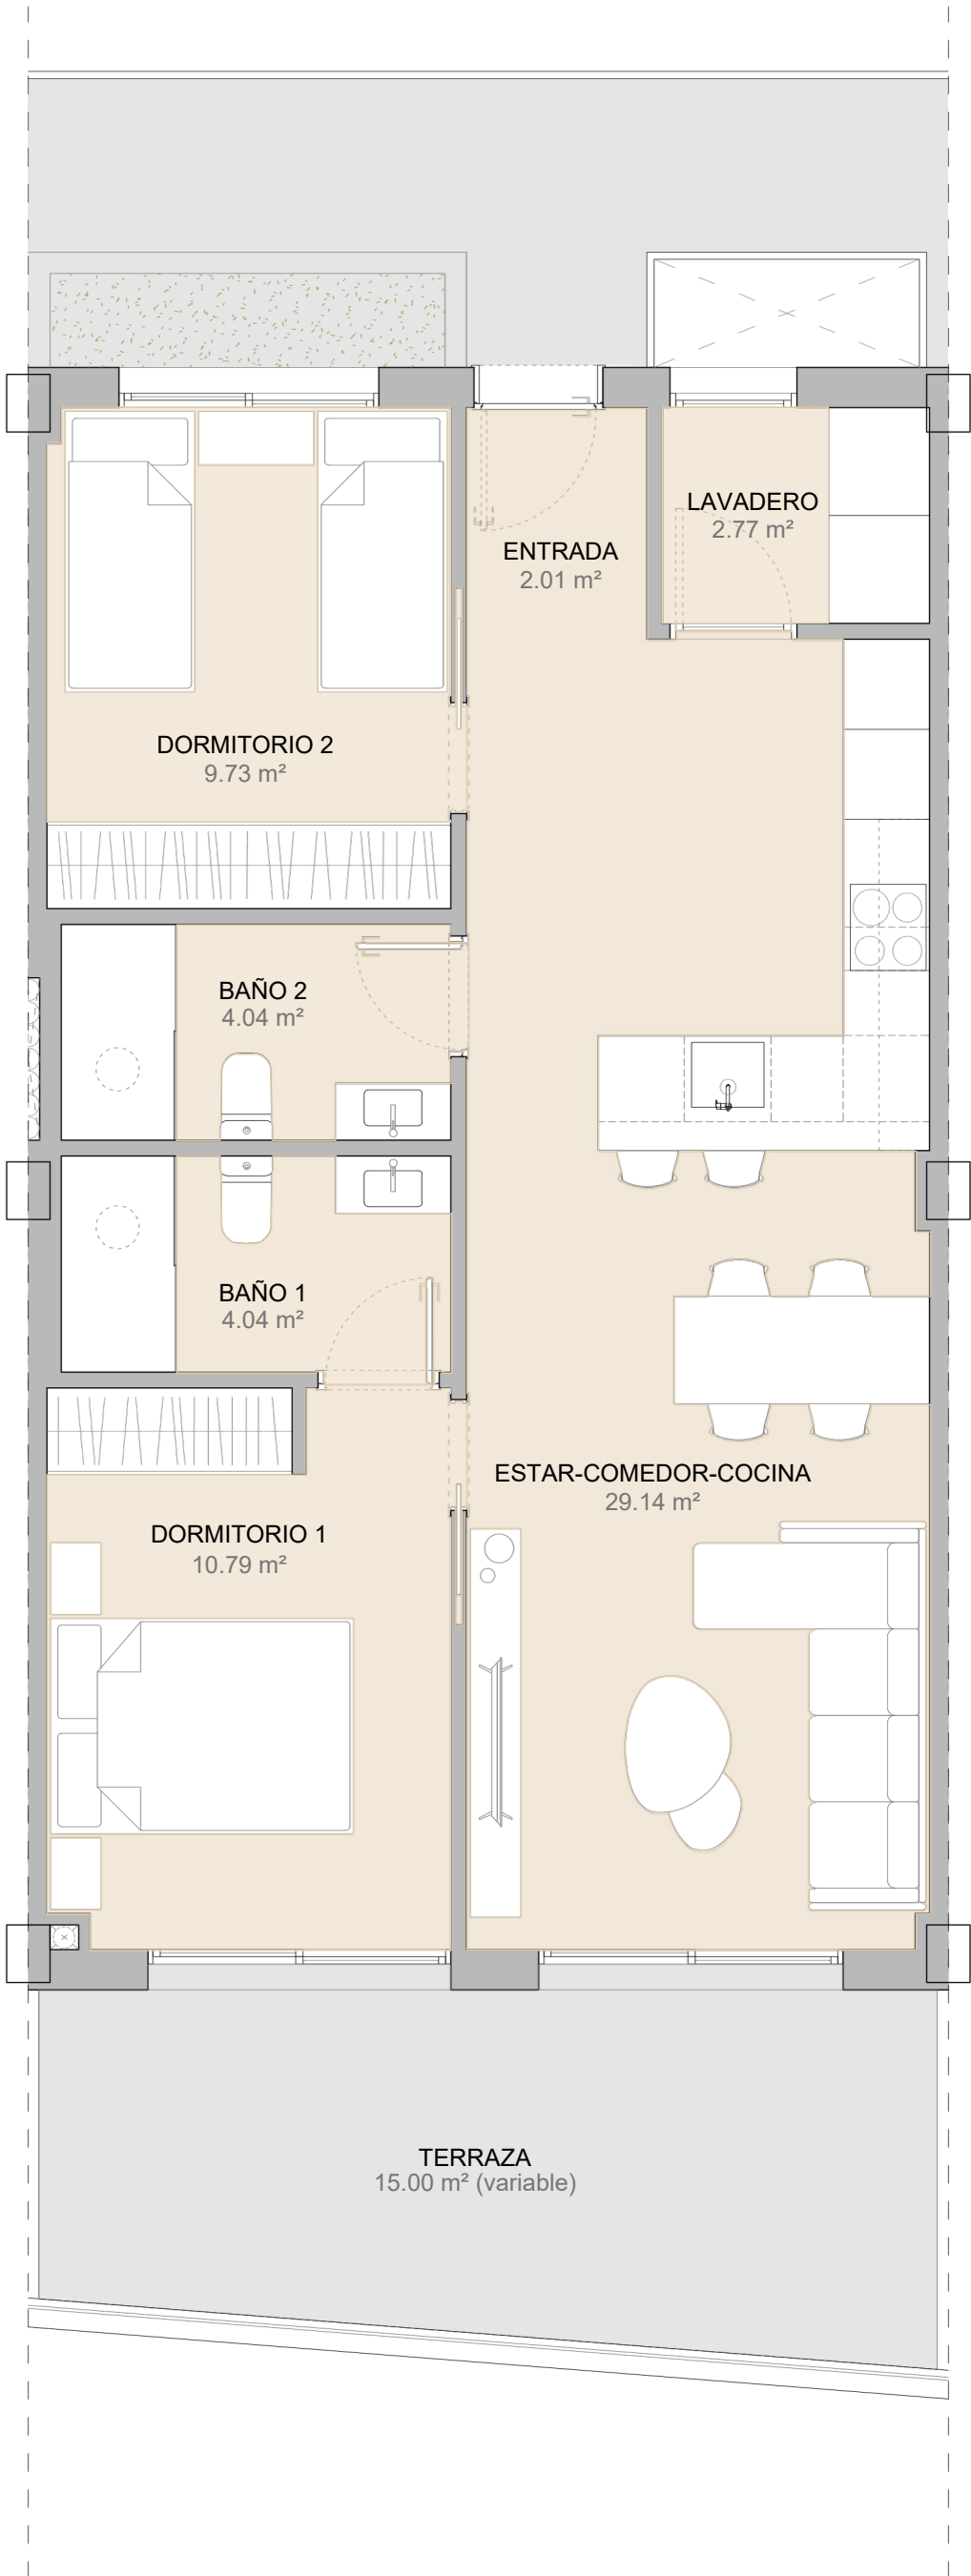 LAVADERO
2.77 m²
ENTRADA
2.01 m²
DORMITORIO 2
9.73 m²
BAÑO 2
4.04 m²
BAÑO 1
4.04 m²
ESTAR-COMEDOR-COCINA
29.14 m²
DORMITORIO 1
10.79 m²
TERRAZA
15.00 m² (variable)